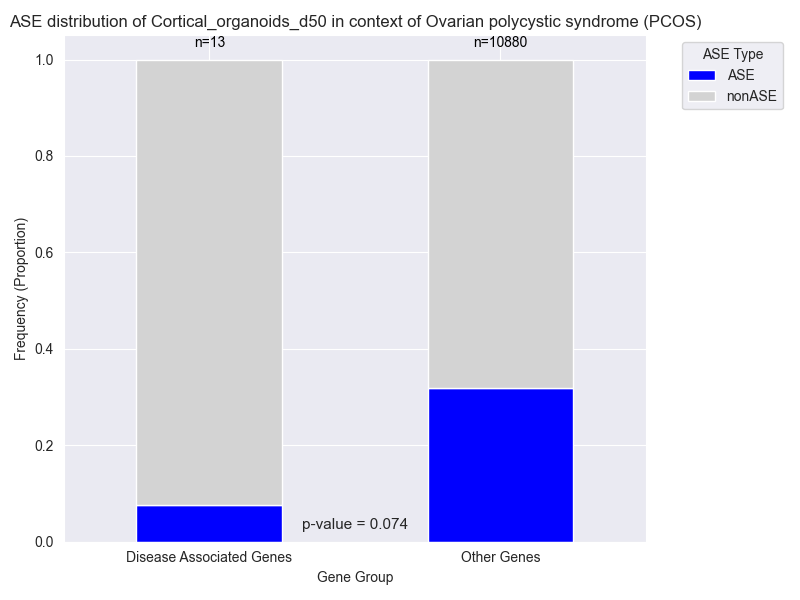 ASE distribution of Cortical_organoids_d50 in context of Ovarian polycystic syndrome (PCOS)
n=13
n=10880
ASE Type
ASE
nonASE
1.0
0.8
0.6
0.4
0.2
0.0
Frequency (Proportion)
p-value = 0.074
Disease Associated Genes
Other Genes
Gene Group